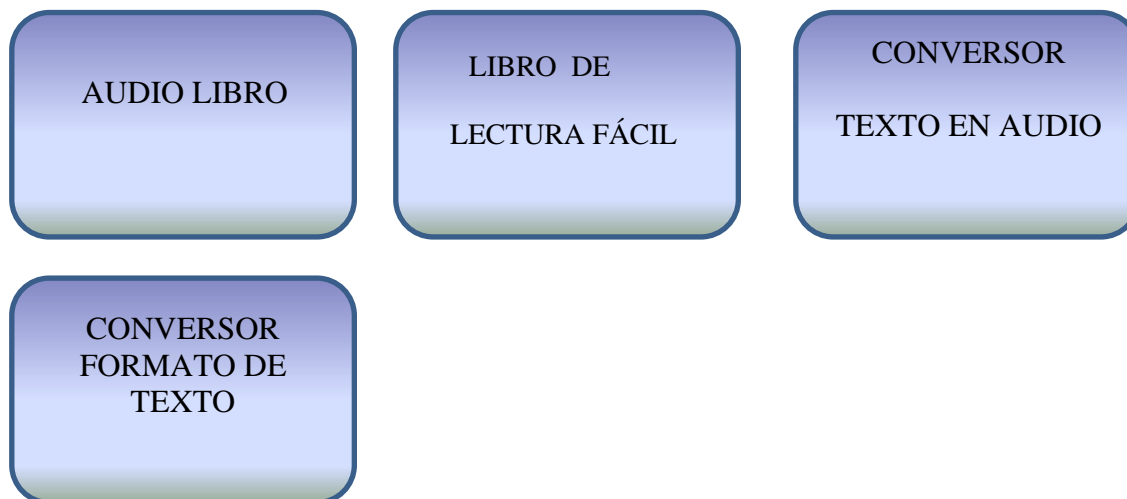 AUDIO LIBRO
LIBRO DE
LECTURA FÁCIL
CONVERSOR
TEXTO EN AUDIO
CONVERSOR
FORMATO DE
TEXTO